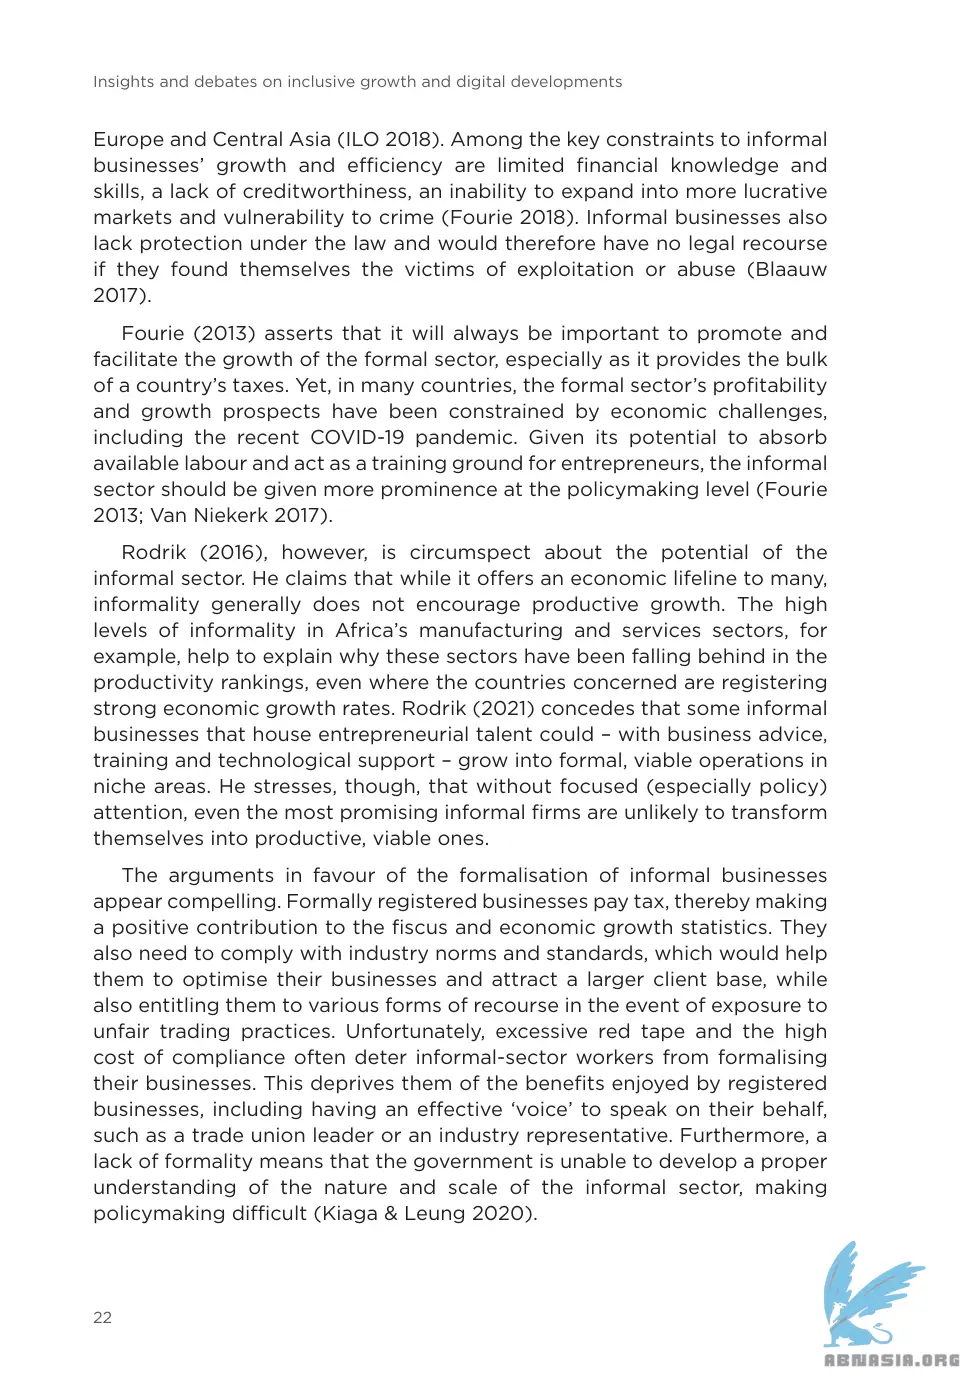 Insights and debates on inclusive growth and digital developments
Europe and Central Asia (ILO 2018). Among the key constraints to informal
businesses’ growth and efficiency are limited financial knowledge and
skills, a lack of creditworthiness, an inability to expand into more lucrative
markets and vulnerability to crime (Fourie 2018). Informal businesses also
lack protection under the law and would therefore have no legal recourse
if they found themselves the victims of exploitation or abuse (Blaauw
2017).
Fourie (2013) asserts that it will always be important to promote and
facilitate the growth of the formal sector, especially as it provides the bulk
of a country’s taxes. Yet, in many countries, the formal sector’s profitability
and growth prospects have been constrained by economic challenges,
including the recent COVID-19 pandemic. Given its potential to absorb
available labour and act as a training ground for entrepreneurs, the informal
sector should be given more prominence at the policymaking level (Fourie
2013; Van Niekerk 2017).
Rodrik (2016), however, is circumspect about the potential of the
informal sector. He claims that while it offers an economic lifeline to many,
informality generally does not encourage productive growth. The high
levels of informality in Africa’s manufacturing and services sectors, for
example, help to explain why these sectors have been falling behind in the
productivity rankings, even where the countries concerned are registering
strong economic growth rates. Rodrik (2021) concedes that some informal
businesses that house entrepreneurial talent could – with business advice,
training and technological support – grow into formal, viable operations in
niche areas. He stresses, though, that without focused (especially policy)
attention, even the most promising informal firms are unlikely to transform
themselves into productive, viable ones.
The arguments in favour of the formalisation of informal businesses
appear compelling. Formally registered businesses pay tax, thereby making
a positive contribution to the fiscus and economic growth statistics. They
also need to comply with industry norms and standards, which would help
them to optimise their businesses and attract a larger client base, while
also entitling them to various forms of recourse in the event of exposure to
unfair trading practices. Unfortunately, excessive red tape and the high
cost of compliance often deter informal-sector workers from formalising
their businesses. This deprives them of the benefits enjoyed by registered
businesses, including having an effective ‘voice’ to speak on their behalf,
such as a trade union leader or an industry representative. Furthermore, a
lack of formality means that the government is unable to develop a proper
understanding of the nature and scale of the informal sector, making
policymaking difficult (Kiaga & Leung 2020).
22
ABNASIA.ORG